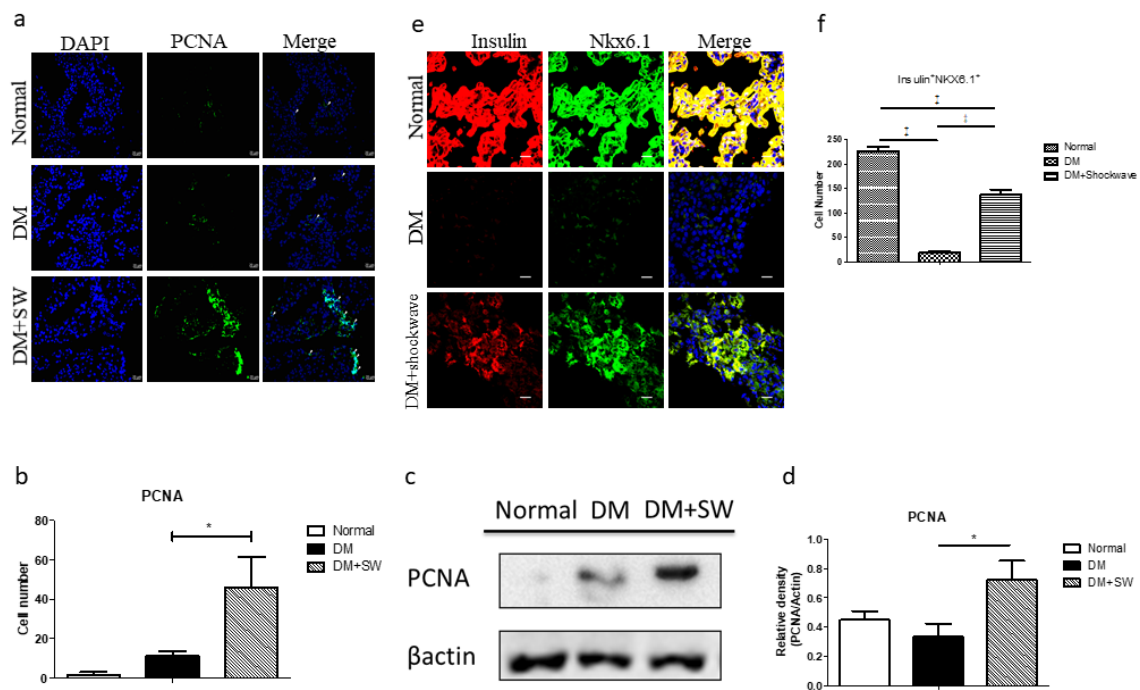 a
DAPI PCNA Merge
Normal
DM
DM+SW
e
Insulin Nkx6.1 Merge
Normal
DM
DM+shockwave
f
Insulin⁺NKX6.1⁺
‡
‡ ‡
Cell Number
250
200
150
100
50
0
Normal
DM
DM+Shockwave
b
PCNA
*
Cell number
80
60
40
20
0
Normal
DM
DM+SW
c
Normal DM DM+SW
PCNA
βactin
d
PCNA
*
Relative density
(PCNA/Actin)
1.0
0.8
0.6
0.4
0.2
0.0
Normal
DM
DM+SW